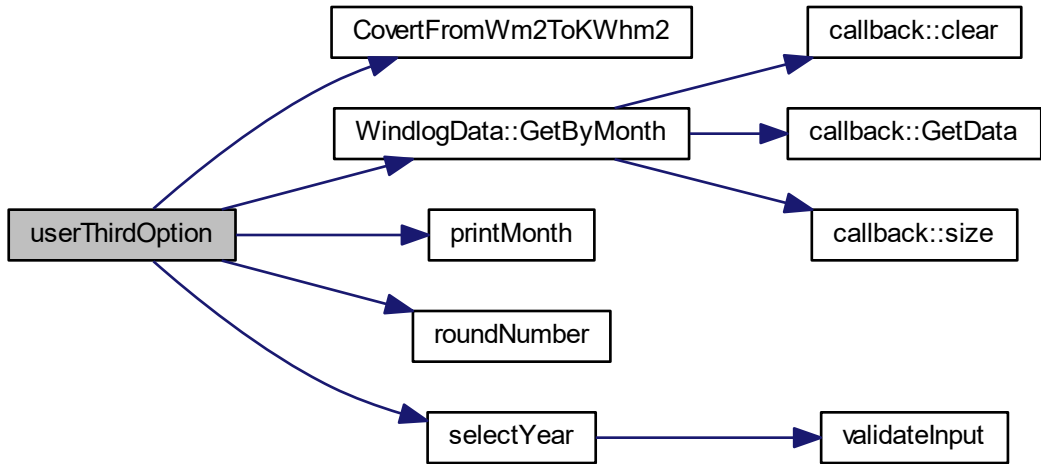 CovertFromWm2ToKWhm2
callback::clear
WindlogData::GetByMonth
callback::GetData
userThirdOption
printMonth
callback::size
roundNumber
selectYear
validateInput